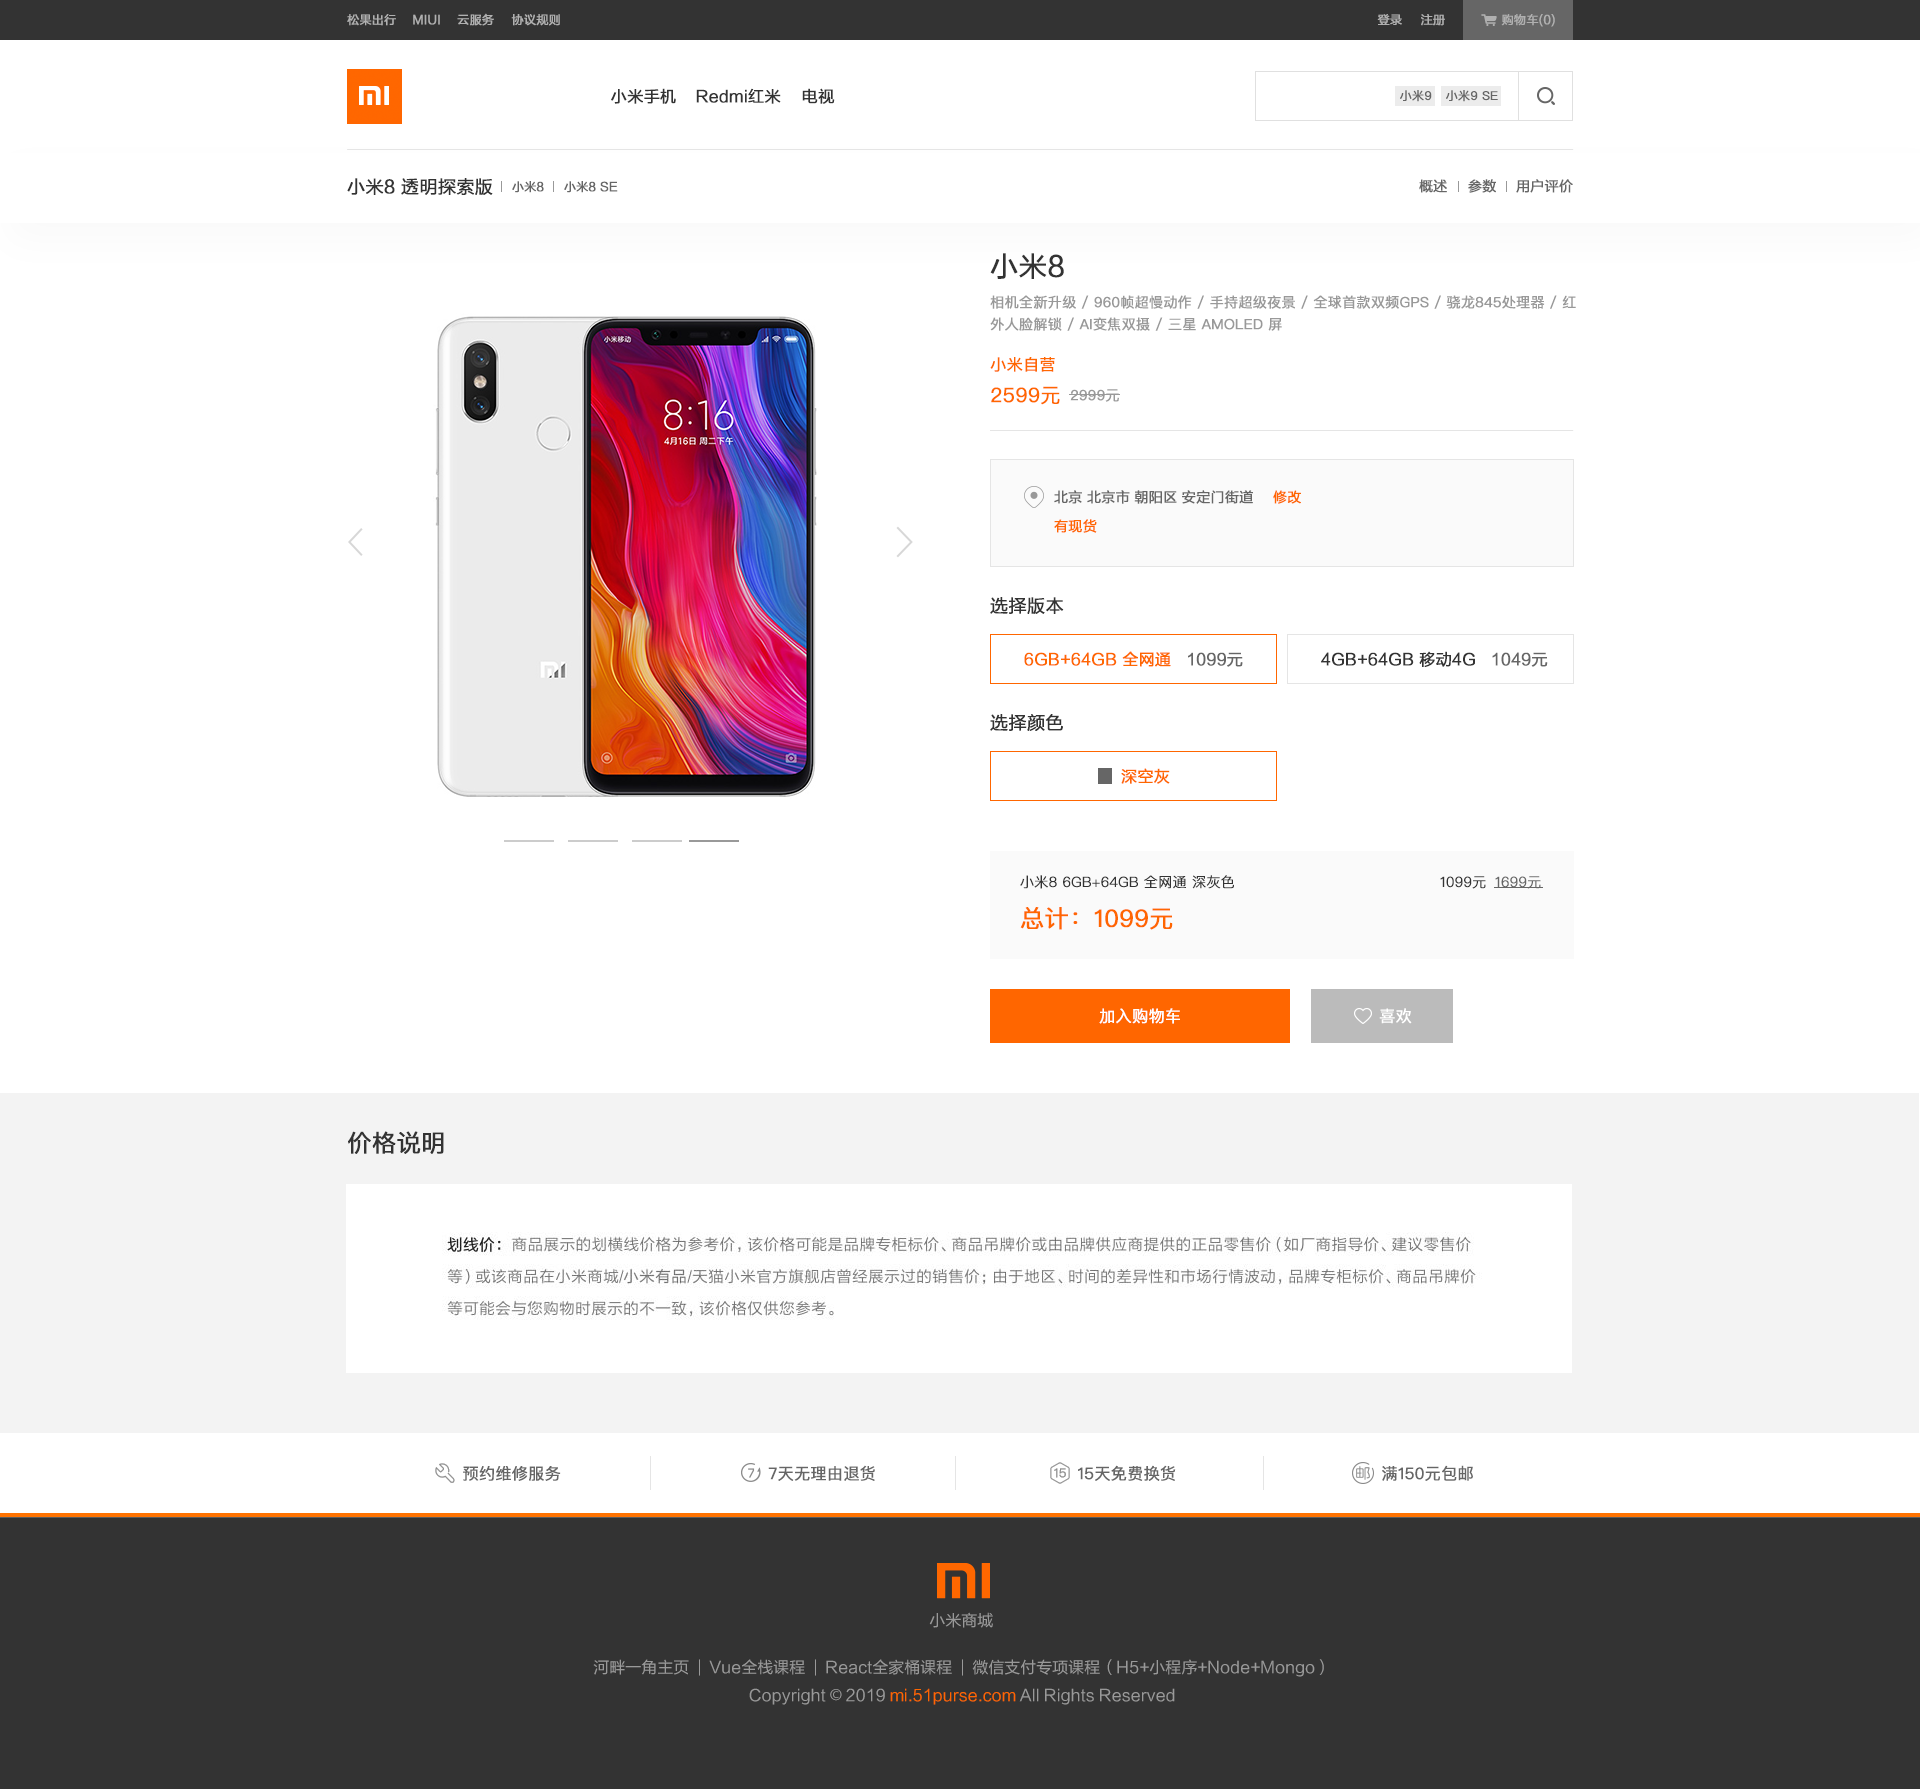 松果出行 MIUI 云服务 协议规则 登录 注册 购物车(0)
小米手机 Redmi红米 电视 小米9 小米9 SE
小米8 透明探索版 | 小米8 | 小米8 SE 概述 | 参数 | 用户评价
小米8
相机全新升级 / 960帧超慢动作 / 手持超级夜景 / 全球首款双频GPS / 骁龙845处理器 / 红
外人脸解锁 / AI变焦双摄 / 三星 AMOLED 屏
小米自营
2599元 2999元
小米移动
8:16
4月16日 周二下午
北京 北京市 朝阳区 安定门街道 修改
有现货
选择版本
6GB+64GB 全网通 1099元 4GB+64GB 移动4G 1049元
选择颜色
深空灰
小米8 6GB+64GB 全网通 深灰色 1099元 1699元
总计：1099元
加入购物车 喜欢
价格说明
划线价：商品展示的划横线价格为参考价，该价格可能是品牌专柜标价、商品吊牌价或由品牌供应商提供的正品零售价（如厂商指导价、建议零售价
等）或该商品在小米商城/小米有品/天猫小米官方旗舰店曾经展示过的销售价；由于地区、时间的差异性和市场行情波动，品牌专柜标价、商品吊牌价
等可能会与您购物时展示的不一致，该价格仅供您参考。
预约维修服务 7 7天无理由退货 15 15天免费换货 邮 满150元包邮
小米商城
河畔一角主页 | Vue全栈课程 | React全家桶课程 | 微信支付专项课程（H5+小程序+Node+Mongo）
Copyright © 2019 mi.51purse.com All Rights Reserved